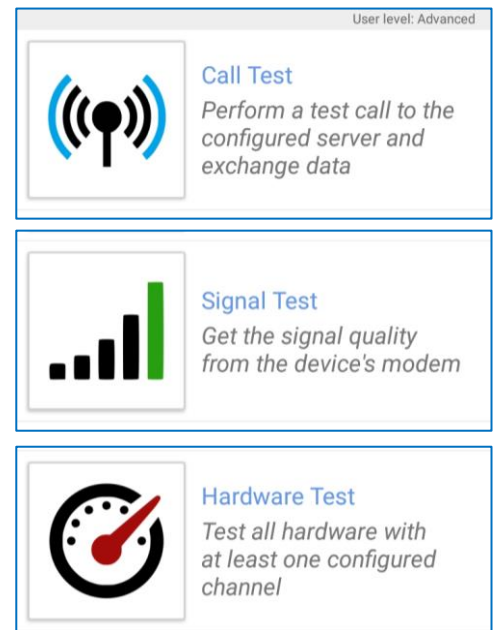 User level: Advanced
Call Test
Perform a test call to the
configured server and
exchange data
Signal Test
Get the signal quality
from the device's modem
Hardware Test
Test all hardware with
at least one configured
channel